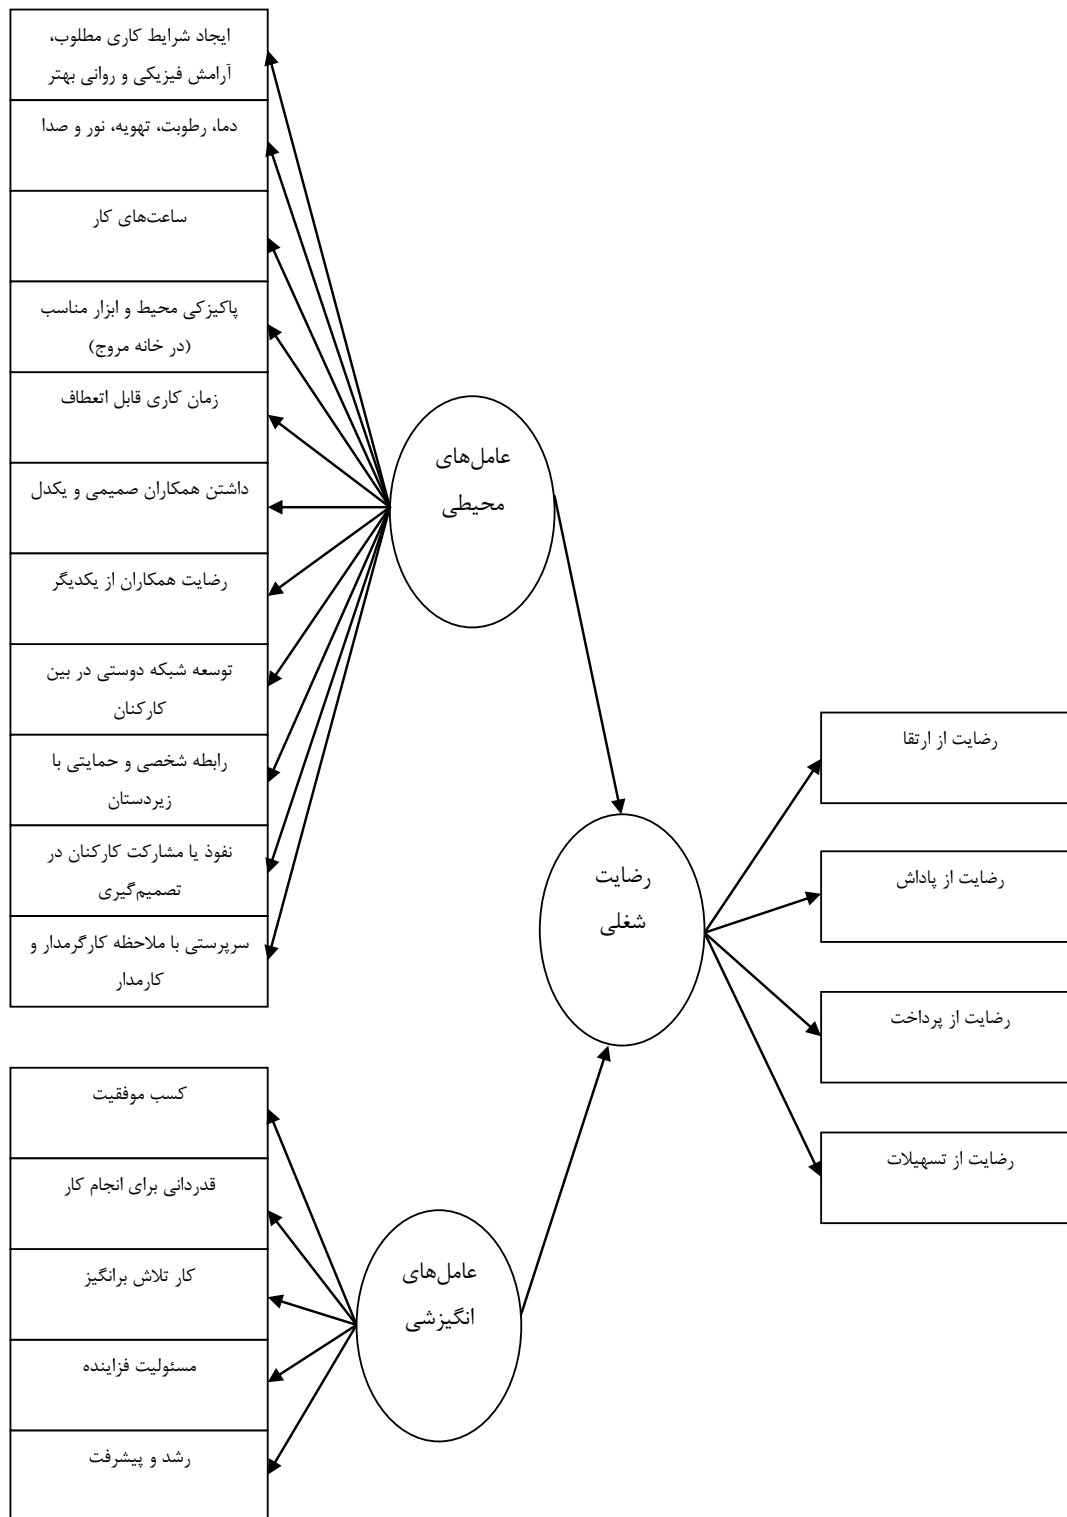 ایجاد شرایط کاری مطلوب،
آرامش فیزیکی و روانی بهتر
دما، رطوبت، تهویه، نور و صدا
ساعت‌های کار
پاکیزکی محیط و ابزار مناسب
(در خانه مروج)
زمان کاری قابل اتعطاف
داشتن همکاران صمیمی و یکدل
رضایت همکاران از یکدیگر
توسعه شبکه دوستی در بین
کارکنان
رابطه شخصی و حمایتی با
زیردستان
نفوذ یا مشارکت کارکنان در
تصمیم‌گیری
سرپرستی با ملاحظه کارگرمدار و
کارمدار
عامل‌های
محیطی
رضایت
شغلی
رضایت از ارتقا
رضایت از پاداش
رضایت از پرداخت
رضایت از تسهیلات
کسب موفقیت
قدردانی برای انجام کار
کار تلاش برانگیز
مسئولیت فزاینده
رشد و پیشرفت
عامل‌های
انگیزشی